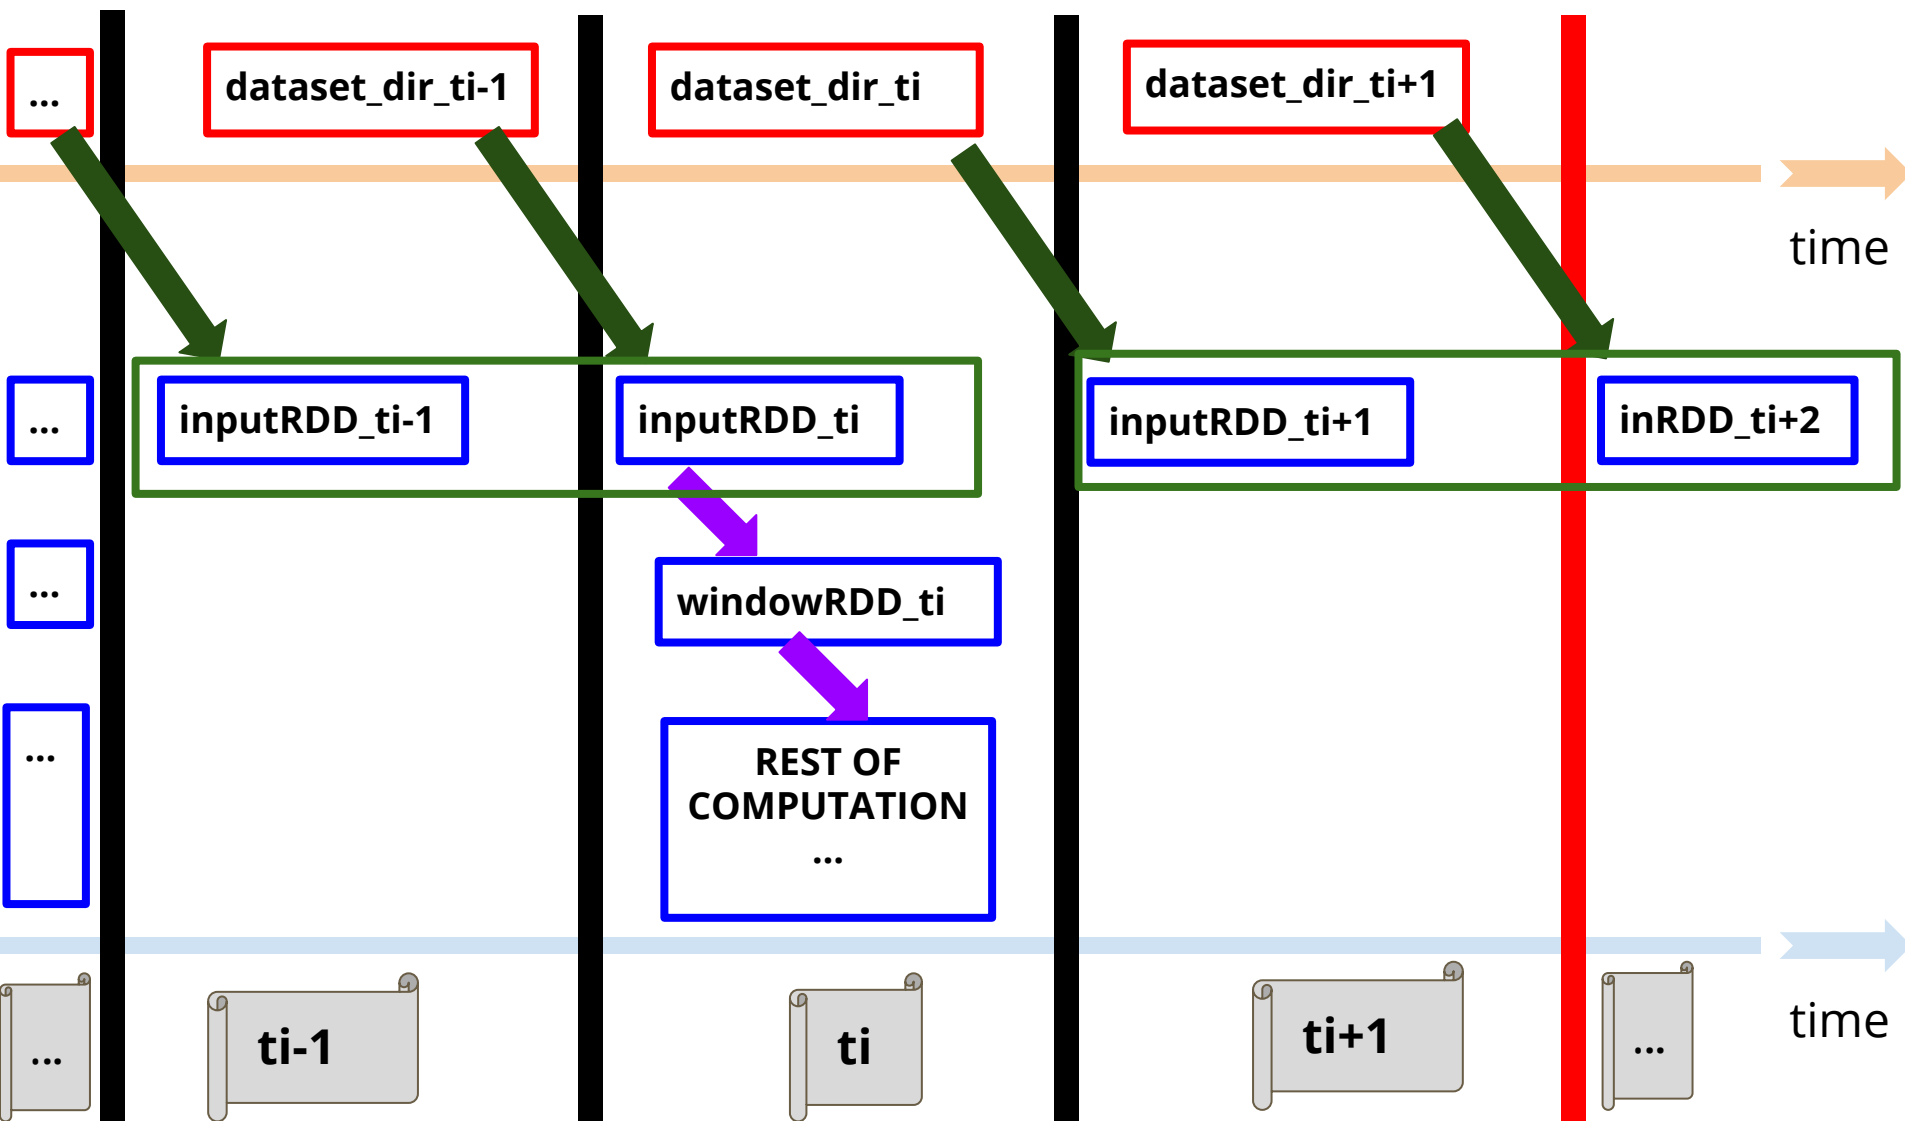 ...
dataset_dir_ti-1
dataset_dir_ti
dataset_dir_ti+1
time
...
inputRDD_ti-1
inputRDD_ti
inputRDD_ti+1
inRDD_ti+2
...
windowRDD_ti
...
REST OF
COMPUTATION
...
...
ti-1
ti
ti+1
...
time